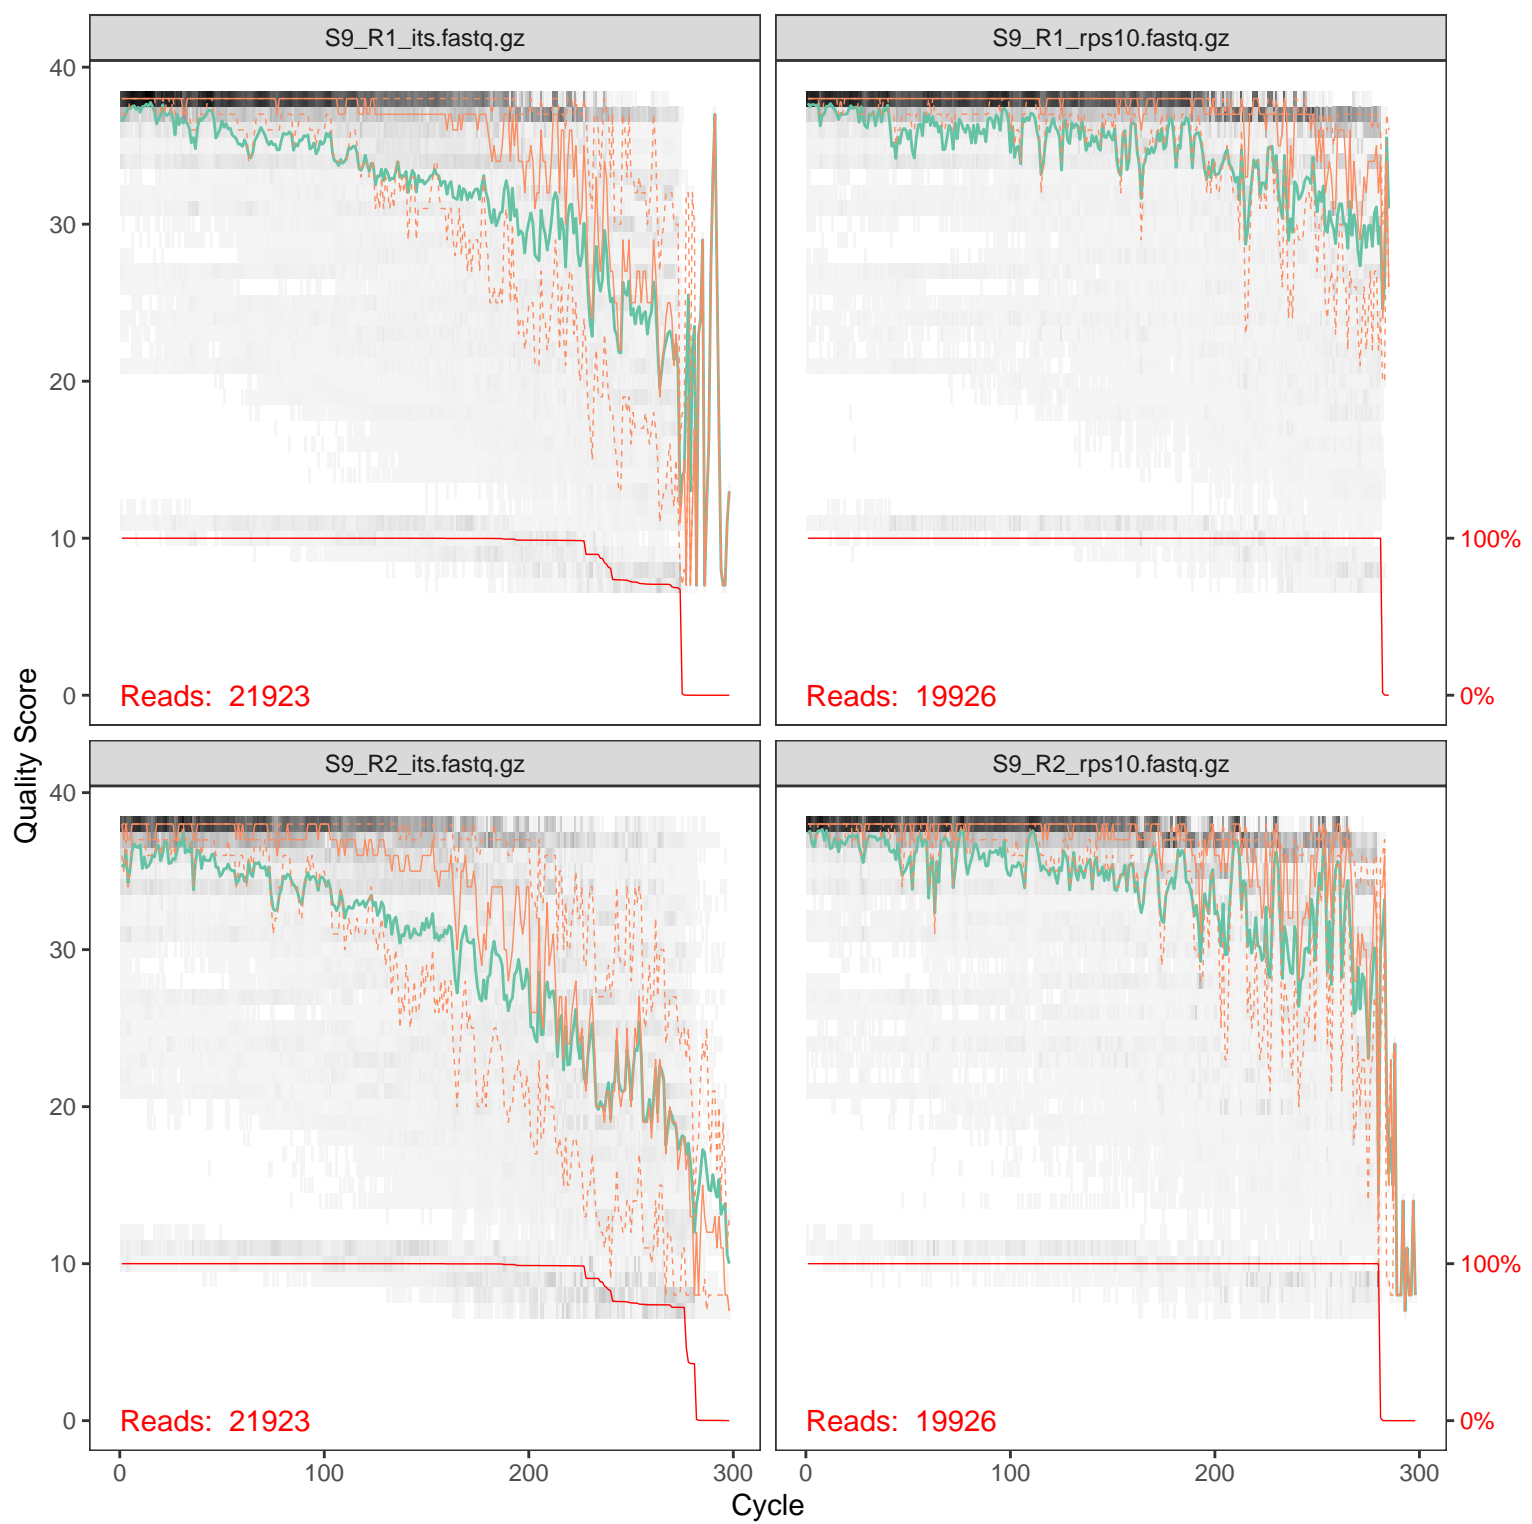 S9_R1_its.fastq.gz
S9_R1_rps10.fastq.gz
40
30
20
10
0
100%
0%
Reads: 21923
Reads: 19926
Quality Score
S9_R2_its.fastq.gz
S9_R2_rps10.fastq.gz
40
30
20
10
0
100%
0%
Reads: 21923
Reads: 19926
0 100 200 300
0 100 200 300
Cycle